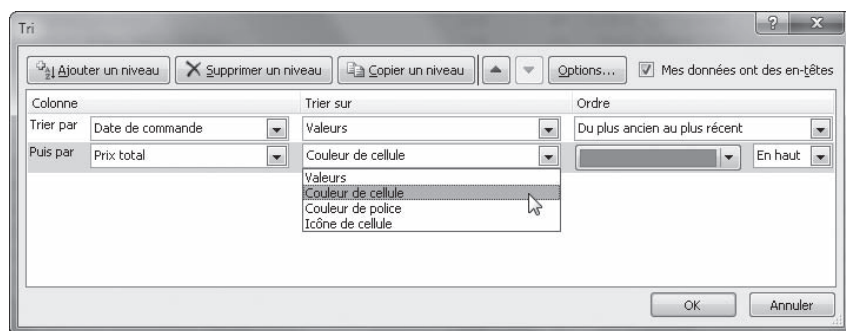 Tri
Ajouter un niveau Supprimer un niveau Copier un niveau Options... Mes données ont des en-têtes
Colonne Trier sur Ordre
Trier par Date de commande Valeurs Du plus ancien au plus récent
Puis par Prix total Couleur de cellule En haut
Valeurs
Couleur de cellule
Couleur de police
Icône de cellule
OK Annuler